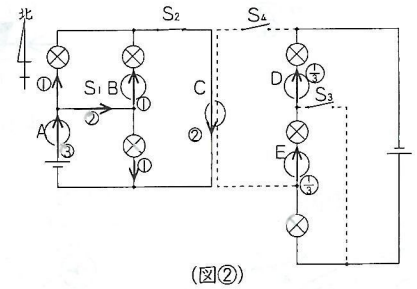 北
S2
S4
①
S1
B
①
C
D
①/3
S3
②
A
③
②
①
E
①/3
(図②)